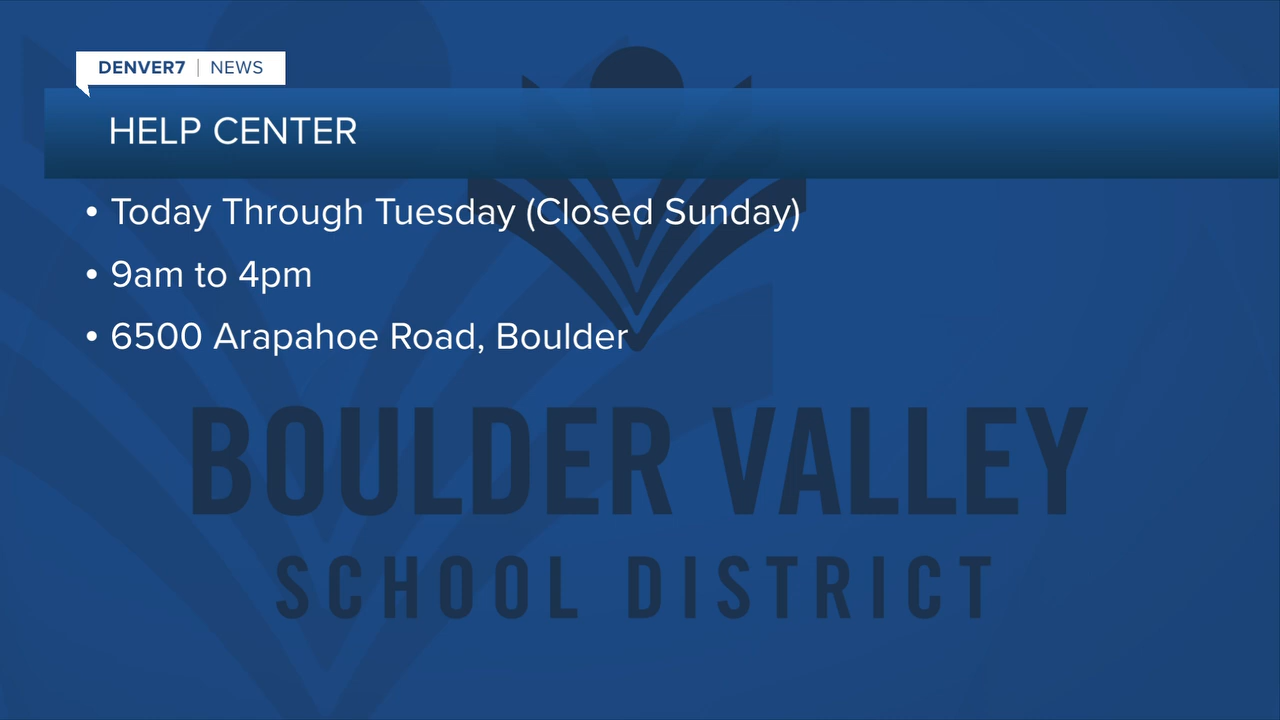 DENVER7 | NEWS
HELP CENTER
• Today Through Tuesday (Closed Sunday)
• 9am to 4pm
• 6500 Arapahoe Road, Boulder
BOULDER VALLEY
SCHOOL DISTRICT